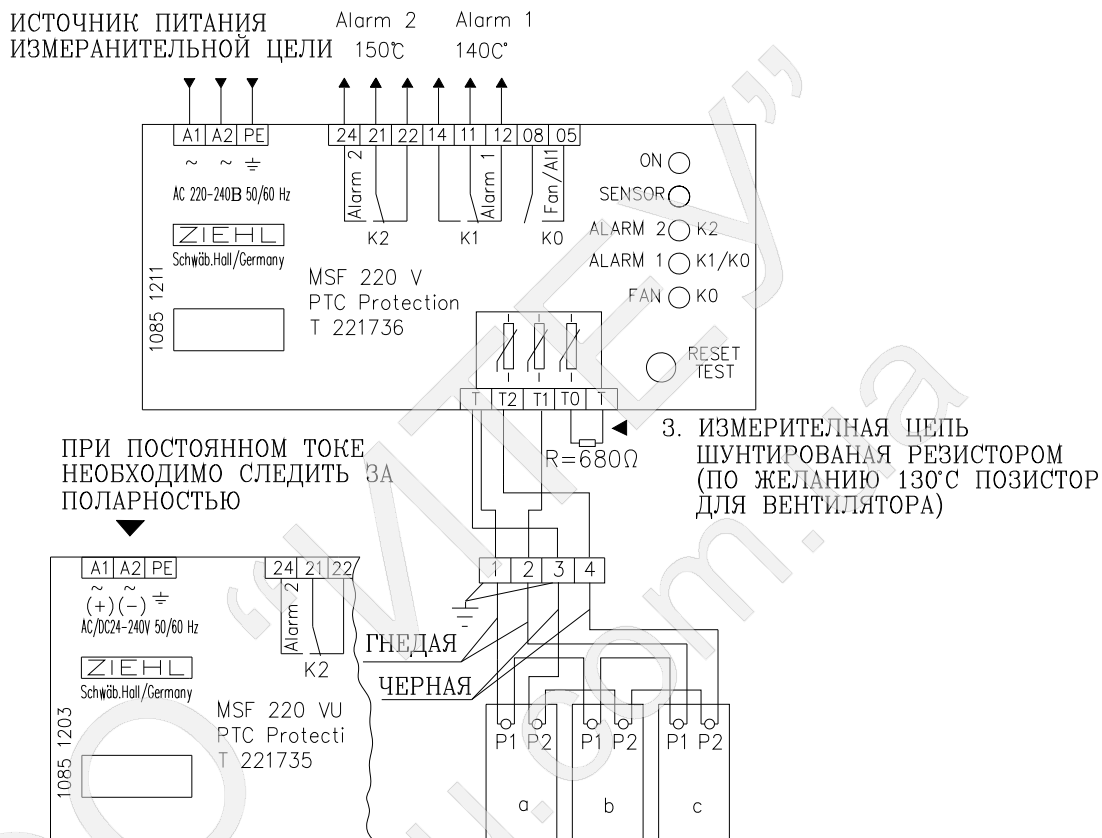 ИСТОЧНИК ПИТАНИЯ
ИЗМЕРАНИТЕЛЬНОЙ ЦЕЛИ
Alarm 2
150°C
Alarm 1
140C°
A1 A2 PE
24 21 22 14 11 12 08 05
~ ~
AC 220-240В 50/60 Hz
Alarm 2
Alarm 1
Fan/Al1
K2
K1
K0
ON
SENSOR
ALARM 2 K2
ALARM 1 K1/K0
FAN K0
RESET
TEST
ZIEHL
Schwäb.Hall/Germany
1085 1211
MSF 220 V
PTC Protection
T 221736
T T2 T1 T0 T
R=680Ω
3. ИЗМЕРИТЕЛНАЯ ЦЕПЬ
ШУНТИРОВАНАЯ РЕЗИСТОРОМ
(ПО ЖЕЛАНИЮ 130°С ПОЗИСТОР
ДЛЯ ВЕНТИЛЯТОРА)
ПРИ ПОСТОЯННОМ ТОКЕ
НЕОБХОДИМО СЛЕДИТЬ ЗА
ПОЛАРНОСТЬЮ
A1 A2 PE
24 21 22
~ ~
(+) (-)
AC/DC24-240V 50/60 Hz
Alarm 2
K2
ZIEHL
Schwäb.Hall/Germany
1085 1203
MSF 220 VU
PTC Protecti
T 221735
1 2 3 4
ГНЕДАЯ
ЧЕРНАЯ
P1 P2 P1 P2 P1 P2
a b c